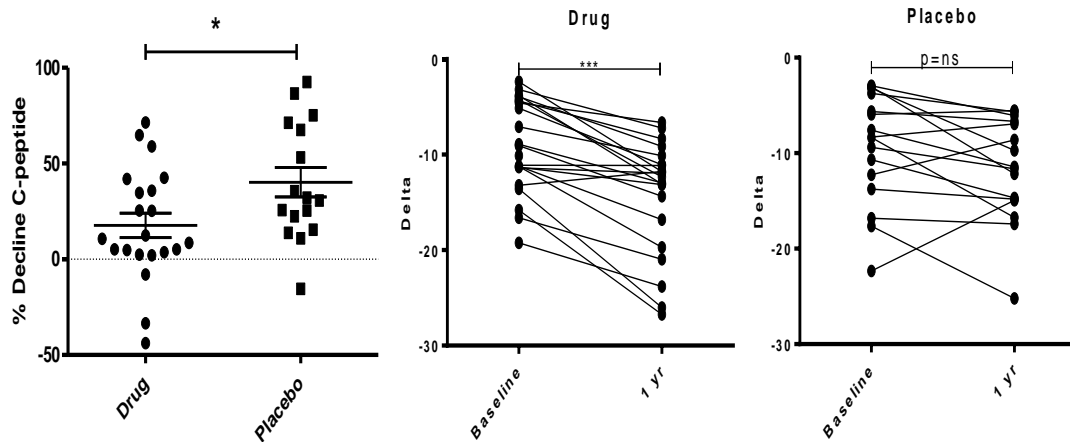 *
% Decline C-peptide
100
50
0
-50
Drug
Placebo
Drug
***
Delta
0
-10
-20
-30
Baseline
1 yr
Placebo
p=ns
Delta
0
-10
-20
-30
Baseline
1 yr